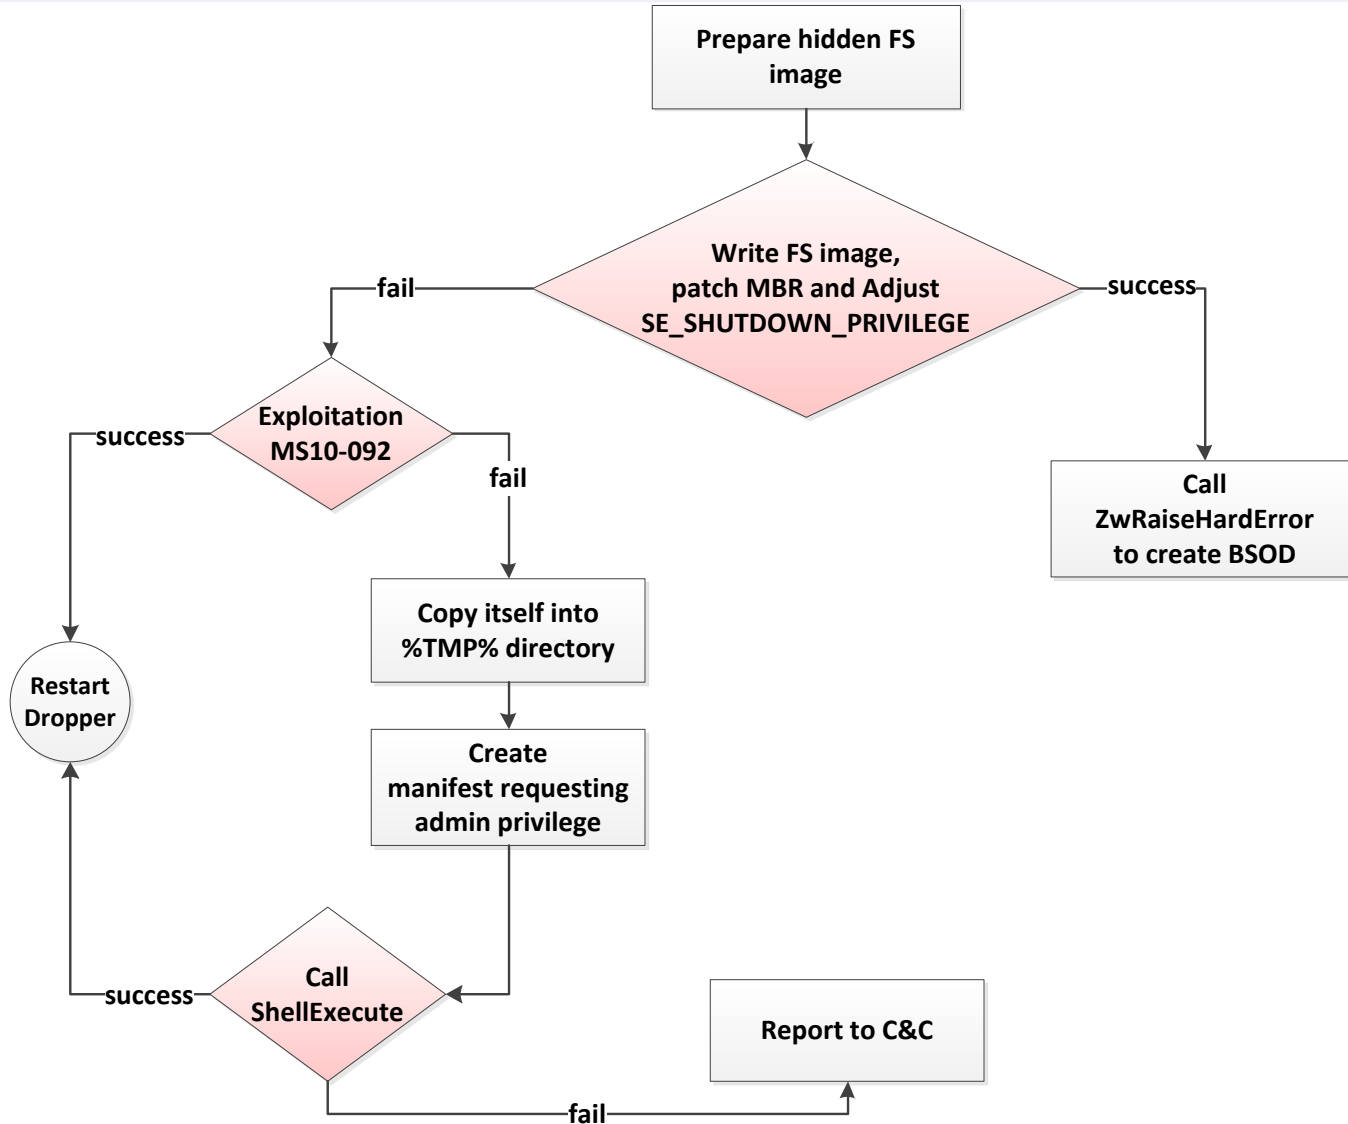 Prepare hidden FS
image
Write FS image,
patch MBR and Adjust
SE_SHUTDOWN_PRIVILEGE
fail
success
Exploitation
MS10-092
success
fail
Call
ZwRaiseHardError
to create BSOD
Copy itself into
%TMP% directory
Restart
Dropper
Create
manifest requesting
admin privilege
Call
ShellExecute
success
Report to C&C
fail